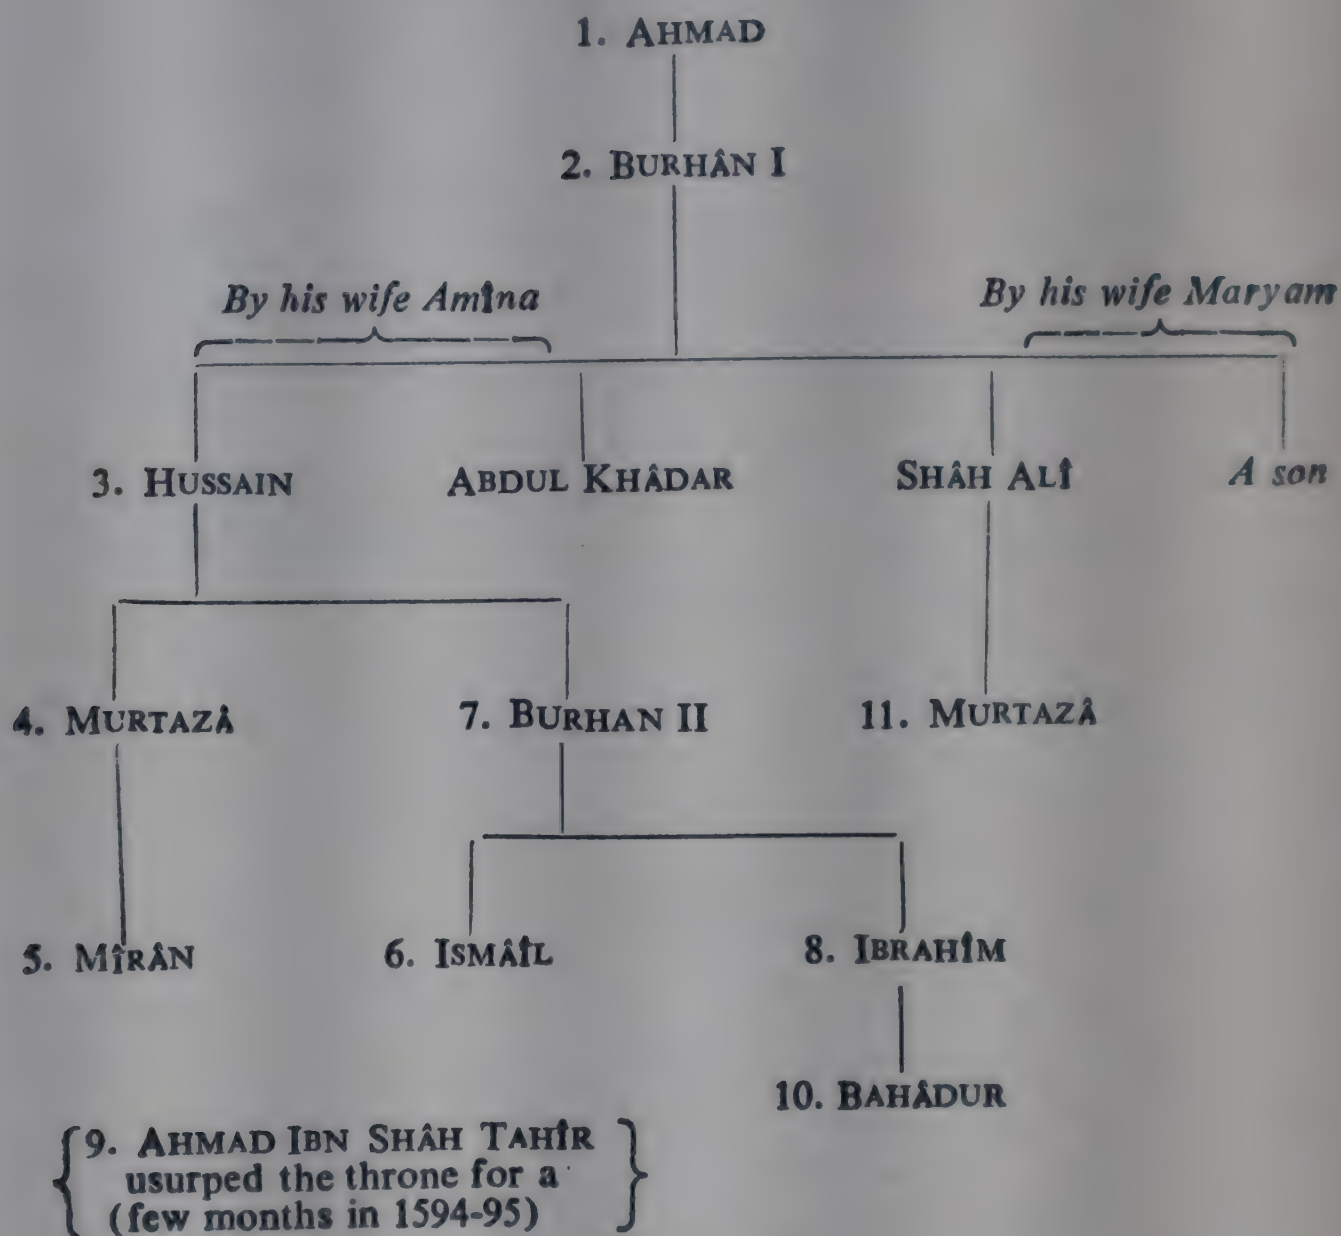 1. AHMAD
2. BURHÂN I
By his wife Amîna
By his wife Maryam
3. HUSSAIN
ABDUL KHÂDAR
SHÂH ALÎ
A son
4. MURTAZÂ
7. BURHAN II
11. MURTAZÂ
5. MÎRÂN
6. ISMÂÎL
8. IBRAHÎM
10. BAHÂDUR
9. AHMAD IBN SHÂH TAHÎR
usurped the throne for a
(few months in 1594-95)